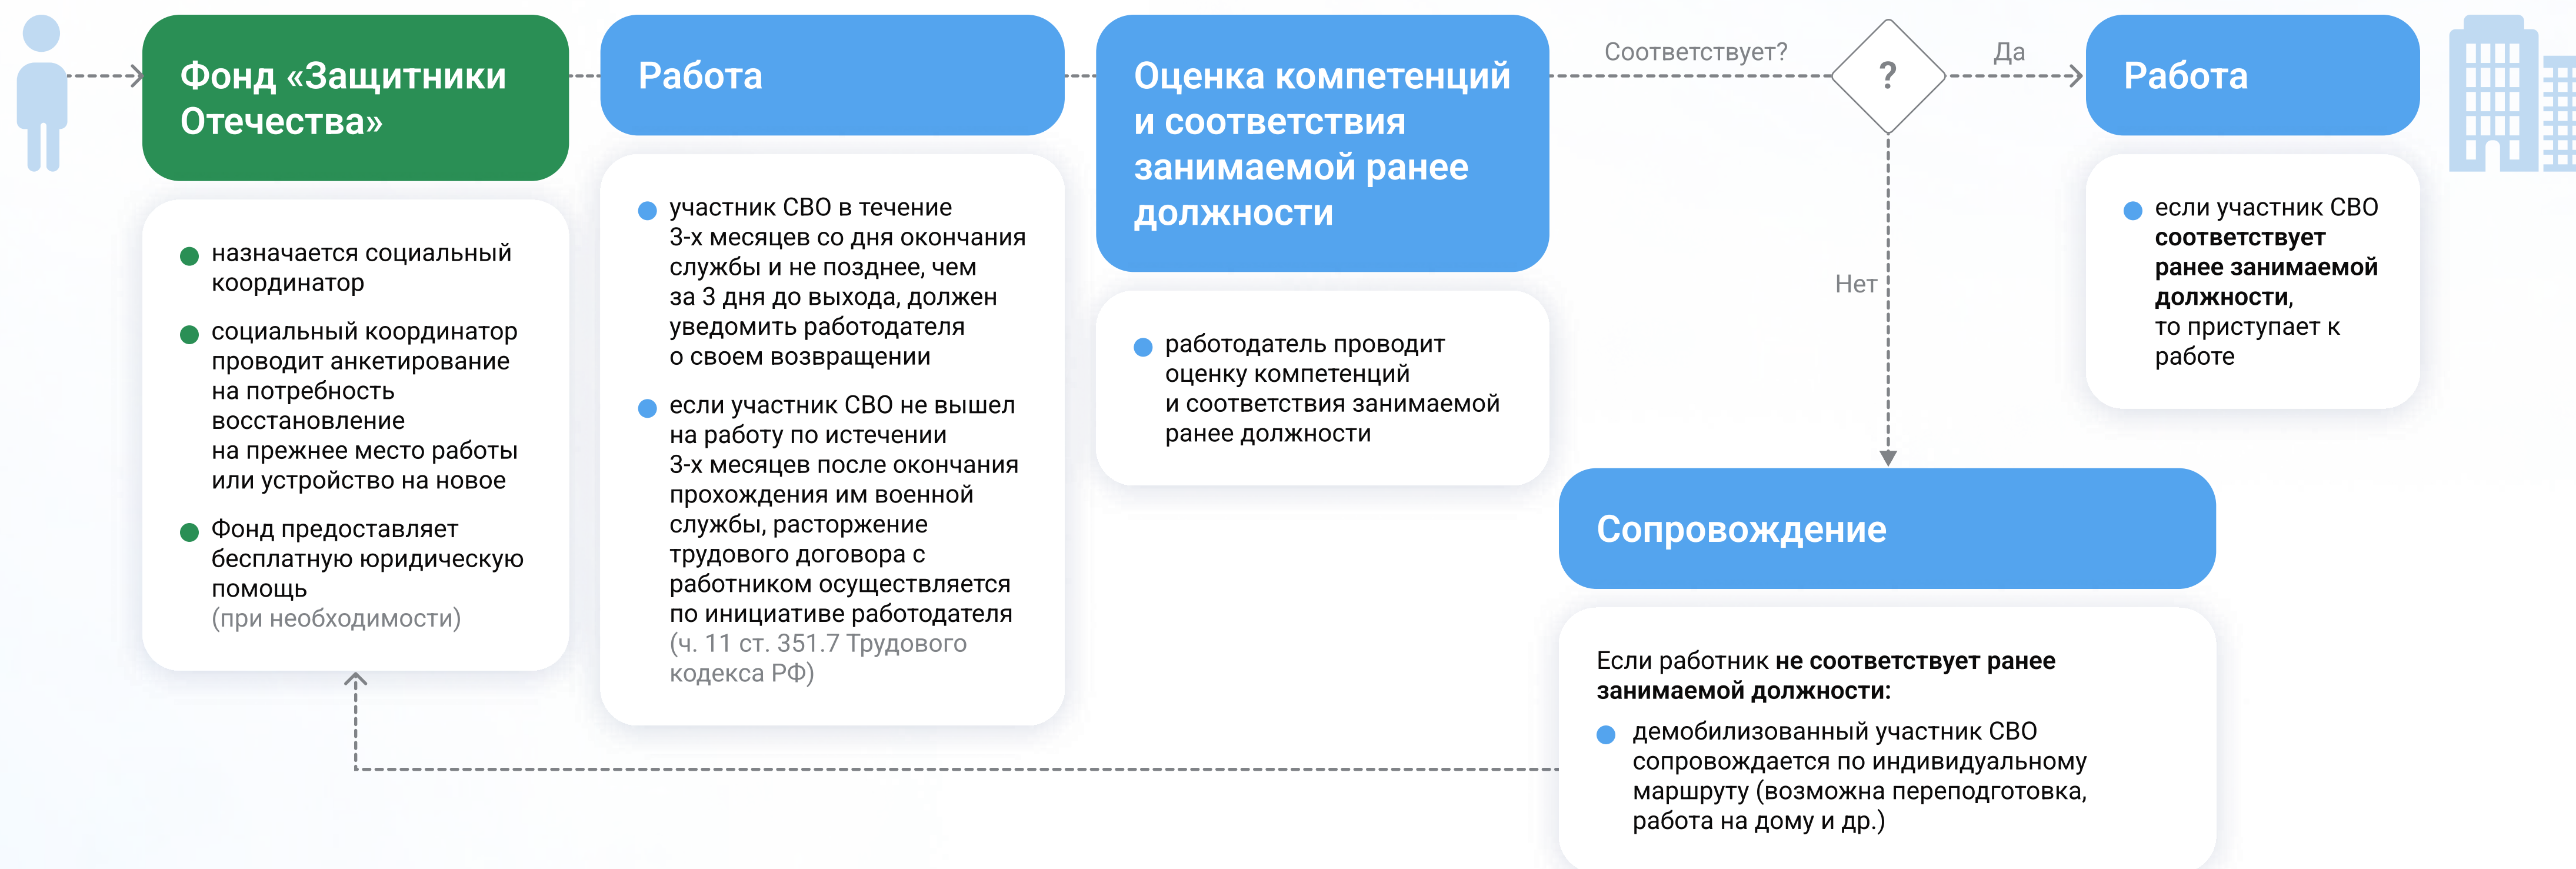 Фонд «Защитники
Отечества»
назначается социальный
координатор
социальный координатор
проводит анкетирование
на потребность
восстановление
на прежнее место работы
или устройство на новое
Фонд предоставляет
бесплатную юридическую
помощь
(при необходимости)
Работа
участник СВО в течение
3-х месяцев со дня окончания
службы и не позднее, чем
за 3 дня до выхода, должен
уведомить работодателя
о своем возвращении
если участник СВО не вышел
на работу по истечении
3-х месяцев после окончания
прохождения им военной
службы, расторжение
трудового договора с
работником осуществляется
по инициативе работодателя
(ч. 11 ст. 351.7 Трудового
кодекса РФ)
Оценка компетенций
и соответствия
занимаемой ранее
должности
работодатель проводит
оценку компетенций
и соответствия занимаемой
ранее должности
Соответствует?
?
Да
Нет
Работа
если участник СВО
соответствует
ранее занимаемой
должности,
то приступает к
работе
Сопровождение
Если работник не соответствует ранее
занимаемой должности:
демобилизованный участник СВО
сопровождается по индивидуальному
маршруту (возможна переподготовка,
работа на дому и др.)